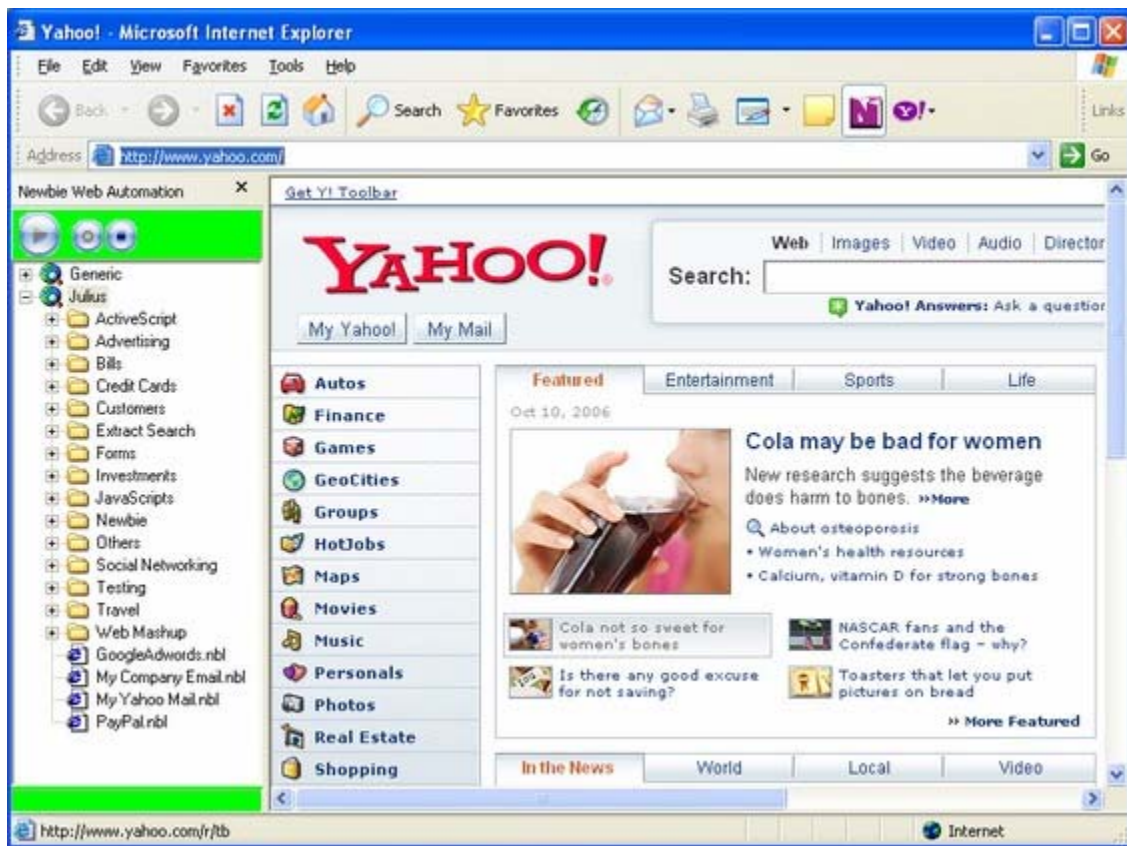 Yahoo! - Microsoft Internet Explorer
File Edit View Favorites Tools Help
Back Search Favorites Links
Address http://www.yahoo.com/ Go
Newbie Web Automation
Generic
Julius
ActiveScript
Advertising
Bills
Credit Cards
Customers
Extract Search
Forms
Investments
JavaScripts
Newbie
Others
Social Networking
Testing
Travel
Web Mashup
GoogleAdwords.nbl
My Company Email.nbl
My Yahoo Mail.nbl
PayPal.nbl
Get Y! Toolbar
YAHOO!
Web | Images | Video | Audio | Director
Search:
Yahoo! Answers: Ask a question
My Yahoo! My Mail
Autos
Finance
Games
GeoCities
Groups
HotJobs
Maps
Movies
Music
Personals
Photos
Real Estate
Shopping
Featured Entertainment Sports Life
Oct 10, 2006
Cola may be bad for women
New research suggests the beverage
does harm to bones. »More
About osteoporosis
• Women's health resources
• Calcium, vitamin D for strong bones
Cola not so sweet for
women's bones
NASCAR fans and the
Confederate flag - why?
Is there any good excuse
for not saving?
Toasters that let you put
pictures on bread
» More Featured
In the News World Local Video
http://www.yahoo.com/r/tb Internet